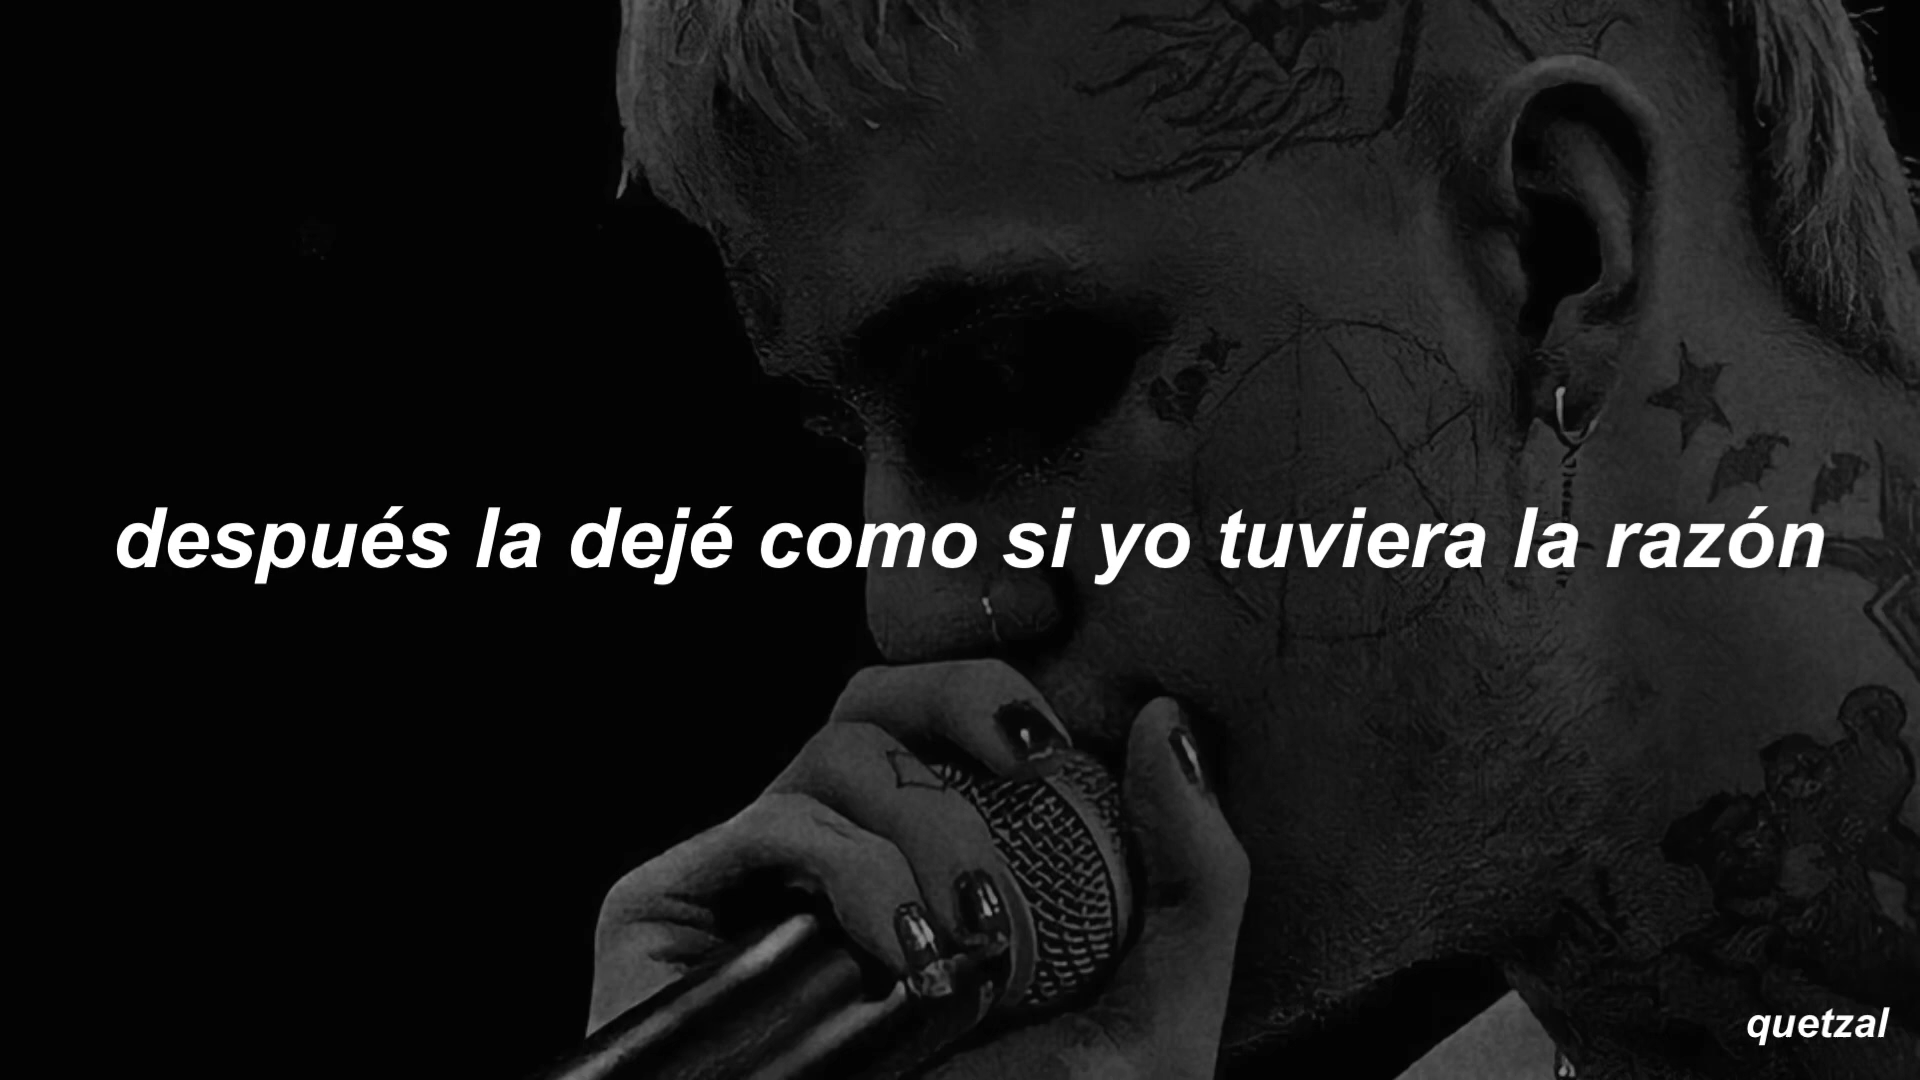 después la dejé como si yo tuviera la razón
quetzal